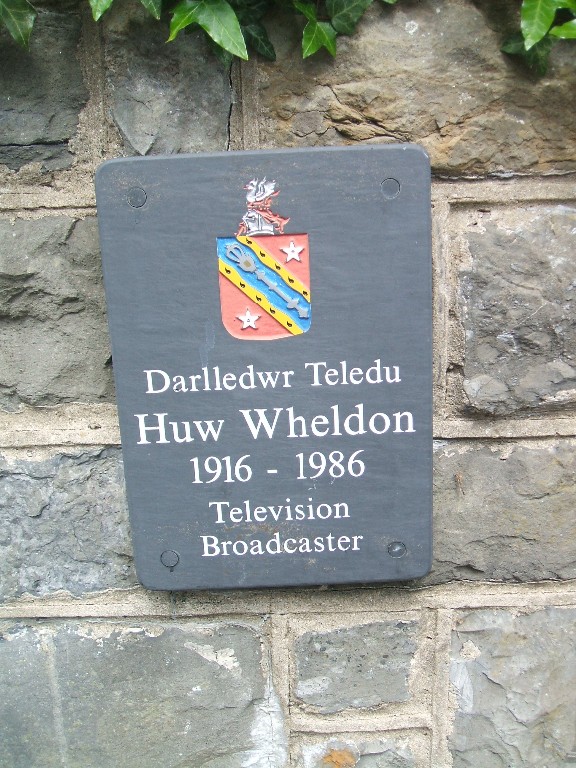 Darlledwr Teledu
Huw Wheldon
1916 - 1986
Television
Broadcaster